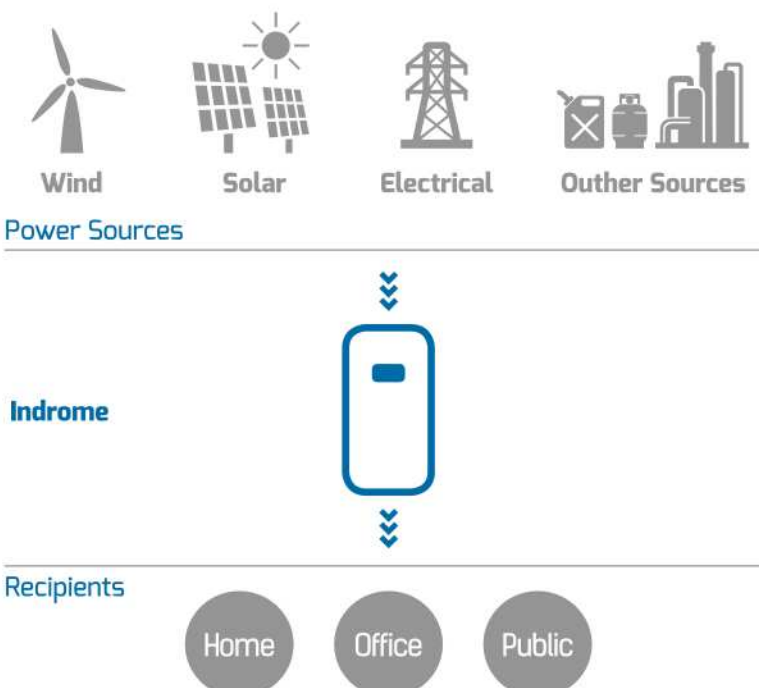 Wind Solar Electrical Outher Sources
Power Sources
Indrome
Recipients
Home Office Public